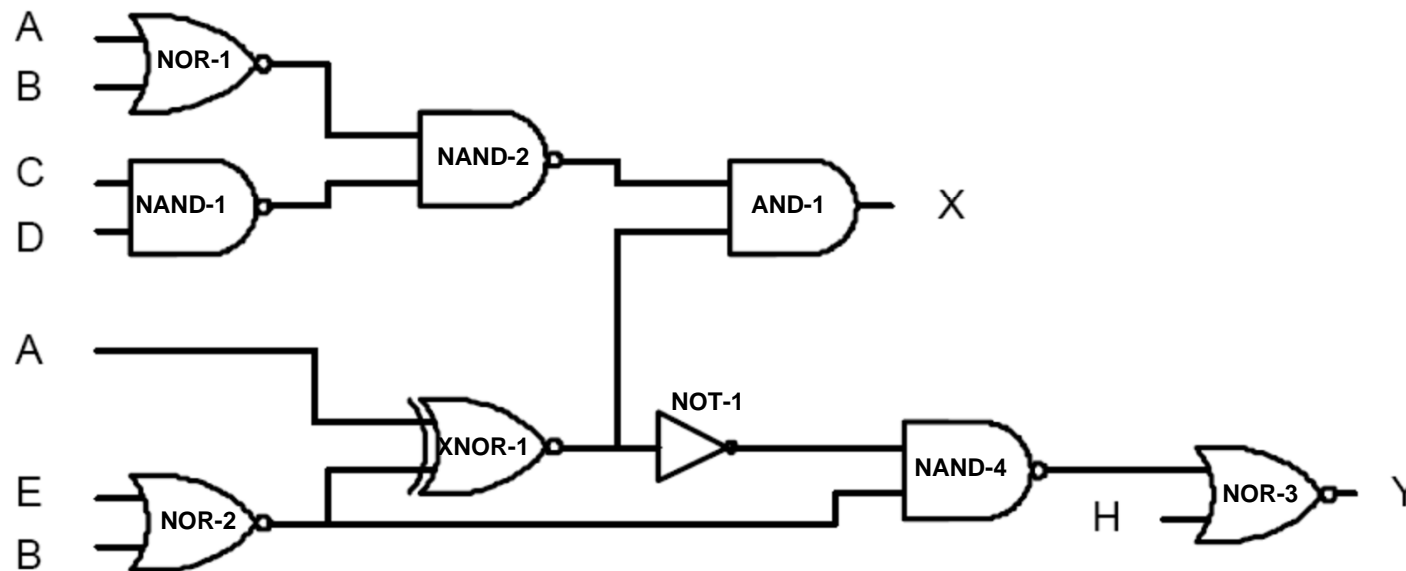 A
NOR-1
B
NAND-2
C
NAND-1
AND-1
X
D
A
NOT-1
XNOR-1
NAND-4
E
NOR-2
NOR-3
Y
H
B